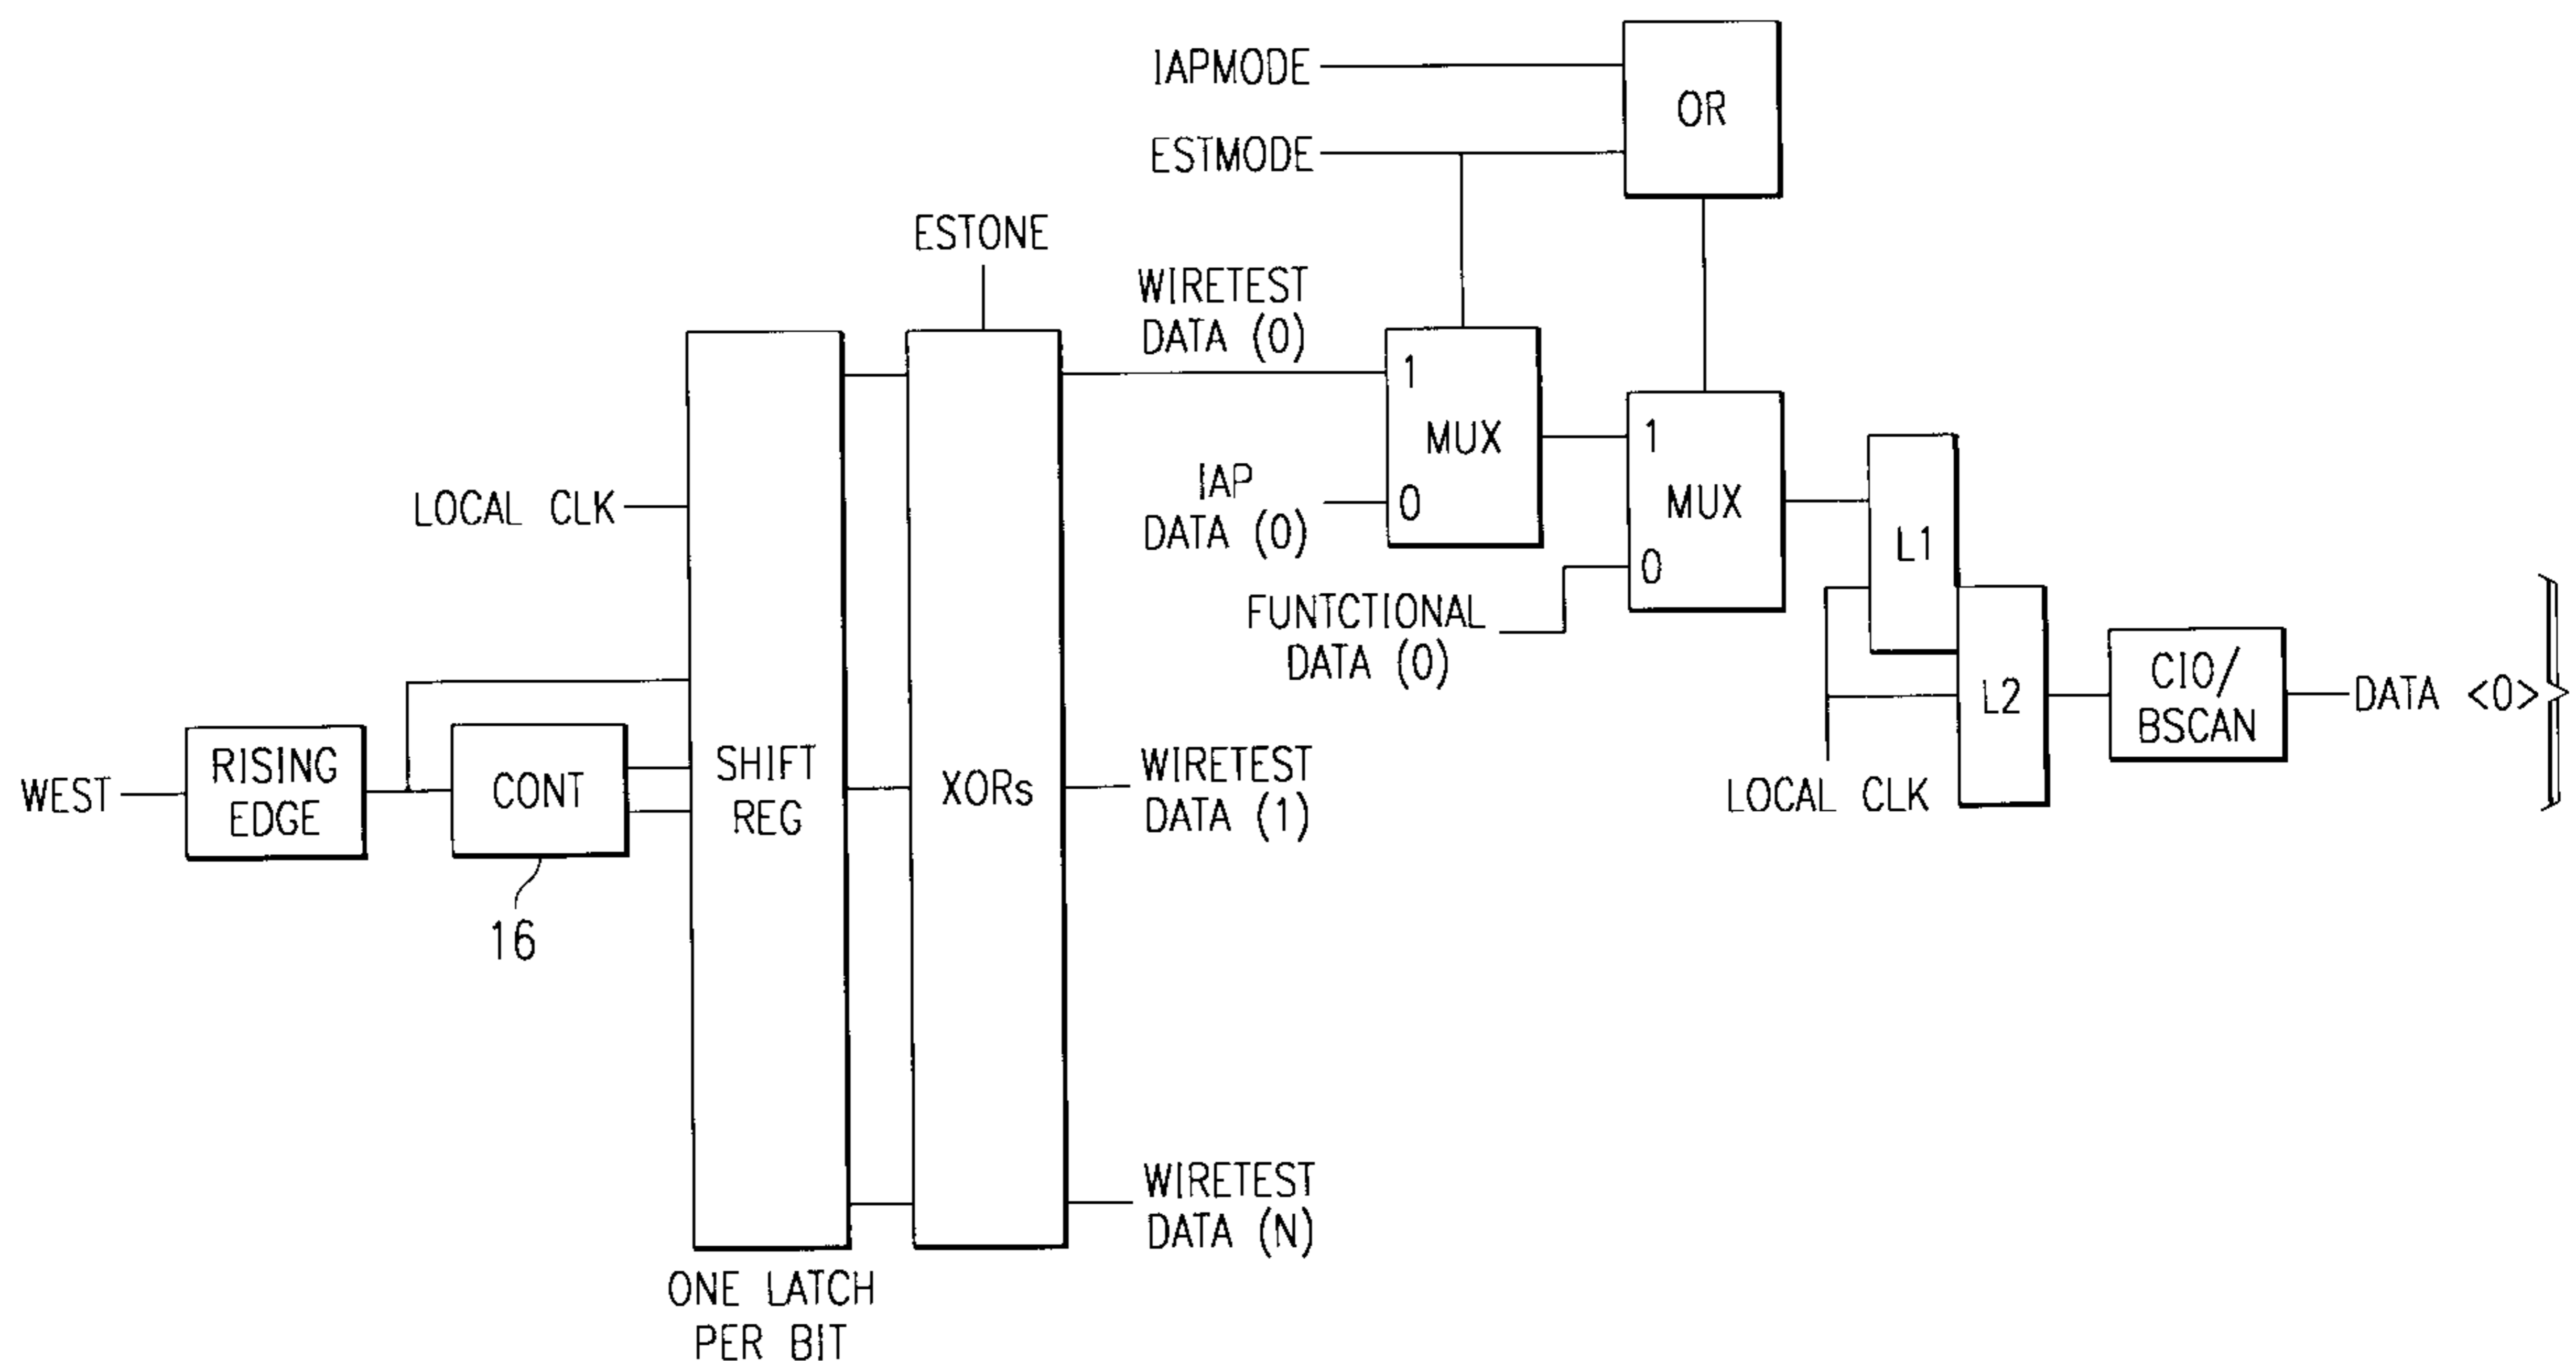 IAPMODE
OR
ESTMODE
ESTONE
WIRETEST
DATA (0)
1
MUX
IAP
DATA (0)
0
1
MUX
0
LOCAL CLK
L1
FUNTCTIONAL
DATA (0)
L2
CIO/
BSCAN
DATA <0>
LOCAL CLK
WEST
RISING
EDGE
CONT
SHIFT
REG
XORs
WIRETEST
DATA (1)
16
WIRETEST
DATA (N)
ONE LATCH
PER BIT